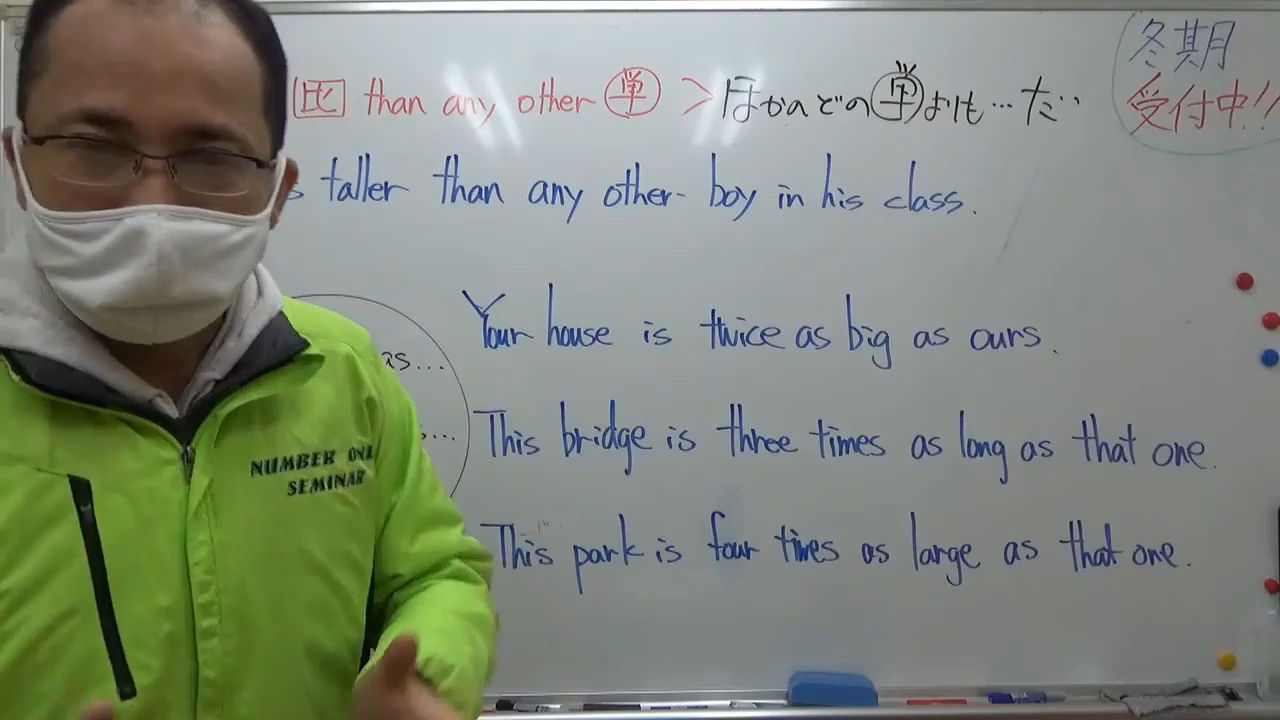 比 than any other 単 > ほかのどの単よりも…だ
冬期
受付中!!
s taller than any other boy in his class.
as...
s...
Your house is twice as big as ours.
This bridge is three times as long as that one.
This park is four times as large as that one.
NUMBER ONE
SEMINAR